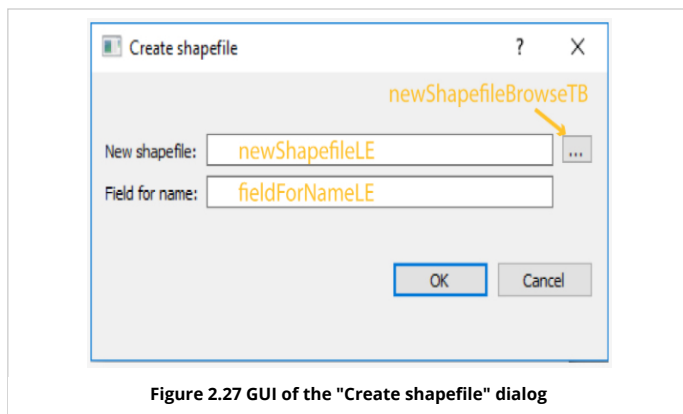 Create shapefile ? X
newShapefileBrowseTB
New shapefile: newShapefileLE ...
Field for name: fieldForNameLE
OK Cancel
Figure 2.27 GUI of the "Create shapefile" dialog